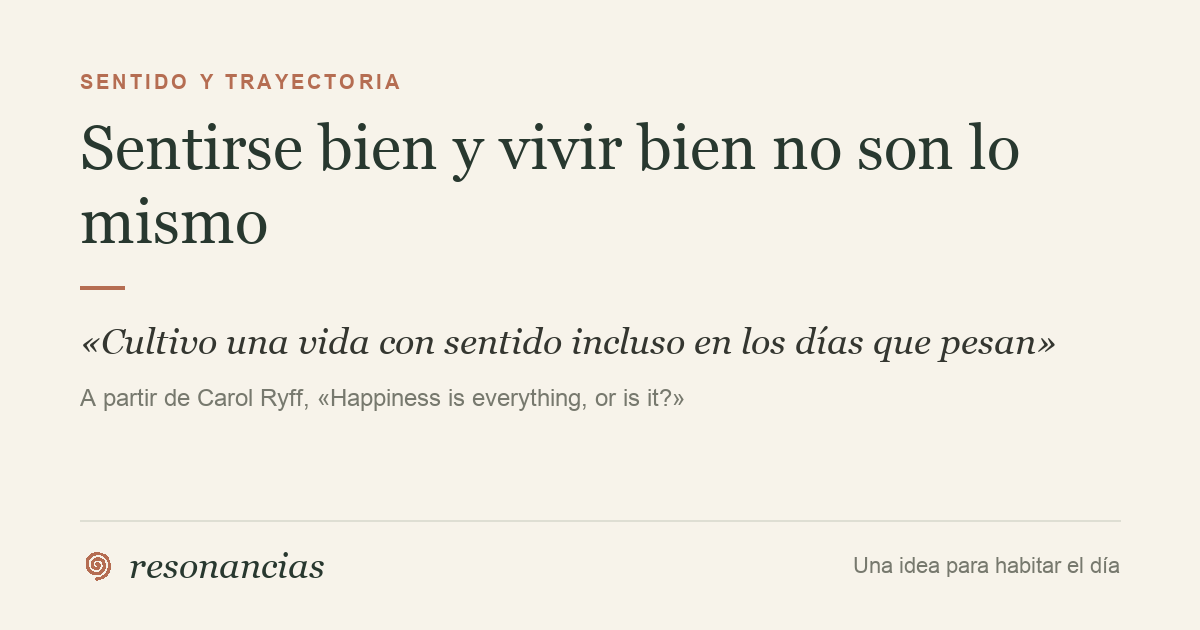 SENTIDO Y TRAYECTORIA
Sentirse bien y vivir bien no son lo
mismo
«Cultivo una vida con sentido incluso en los días que pesan»
A partir de Carol Ryff, «Happiness is everything, or is it?»
resonancias
Una idea para habitar el día